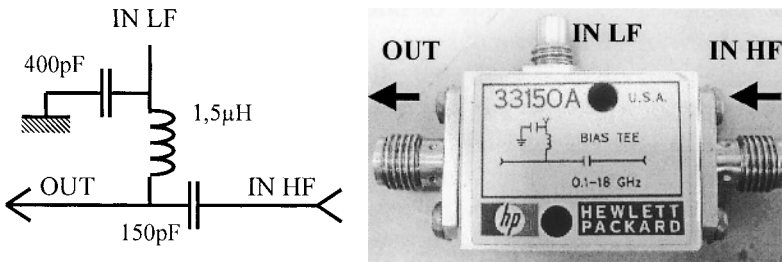 IN LF
400pF
1,5µH
OUT
IN HF
150pF
OUT
IN LF
IN HF
33150A
U.S.A.
BIAS TEE
0.1-18 GHz
hp
HEWLETT
PACKARD